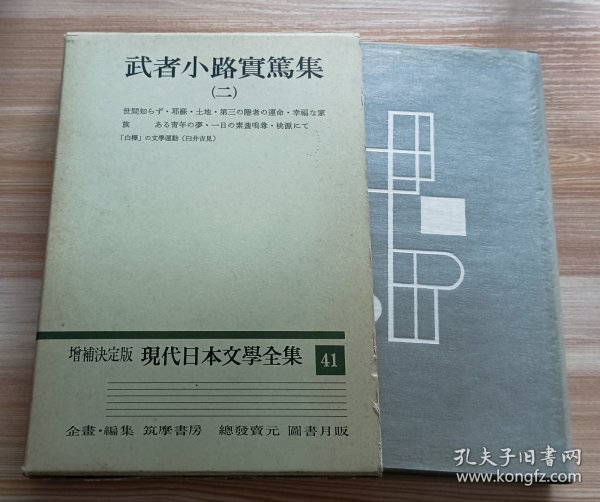 武者小路實篤集
(二)
世間知らず・耶蘇・土地・第三の隠者の運命・幸福な家
族 ある青年の夢・一日の素盞嗚尊・桃源にて
「白樺」の文學運動(臼井吉見)
增補決定版 現代日本文學全集 41
企畫・編集 筑摩書房 總發賣元 圖書月販
孔夫子旧书网
www.kongfz.com